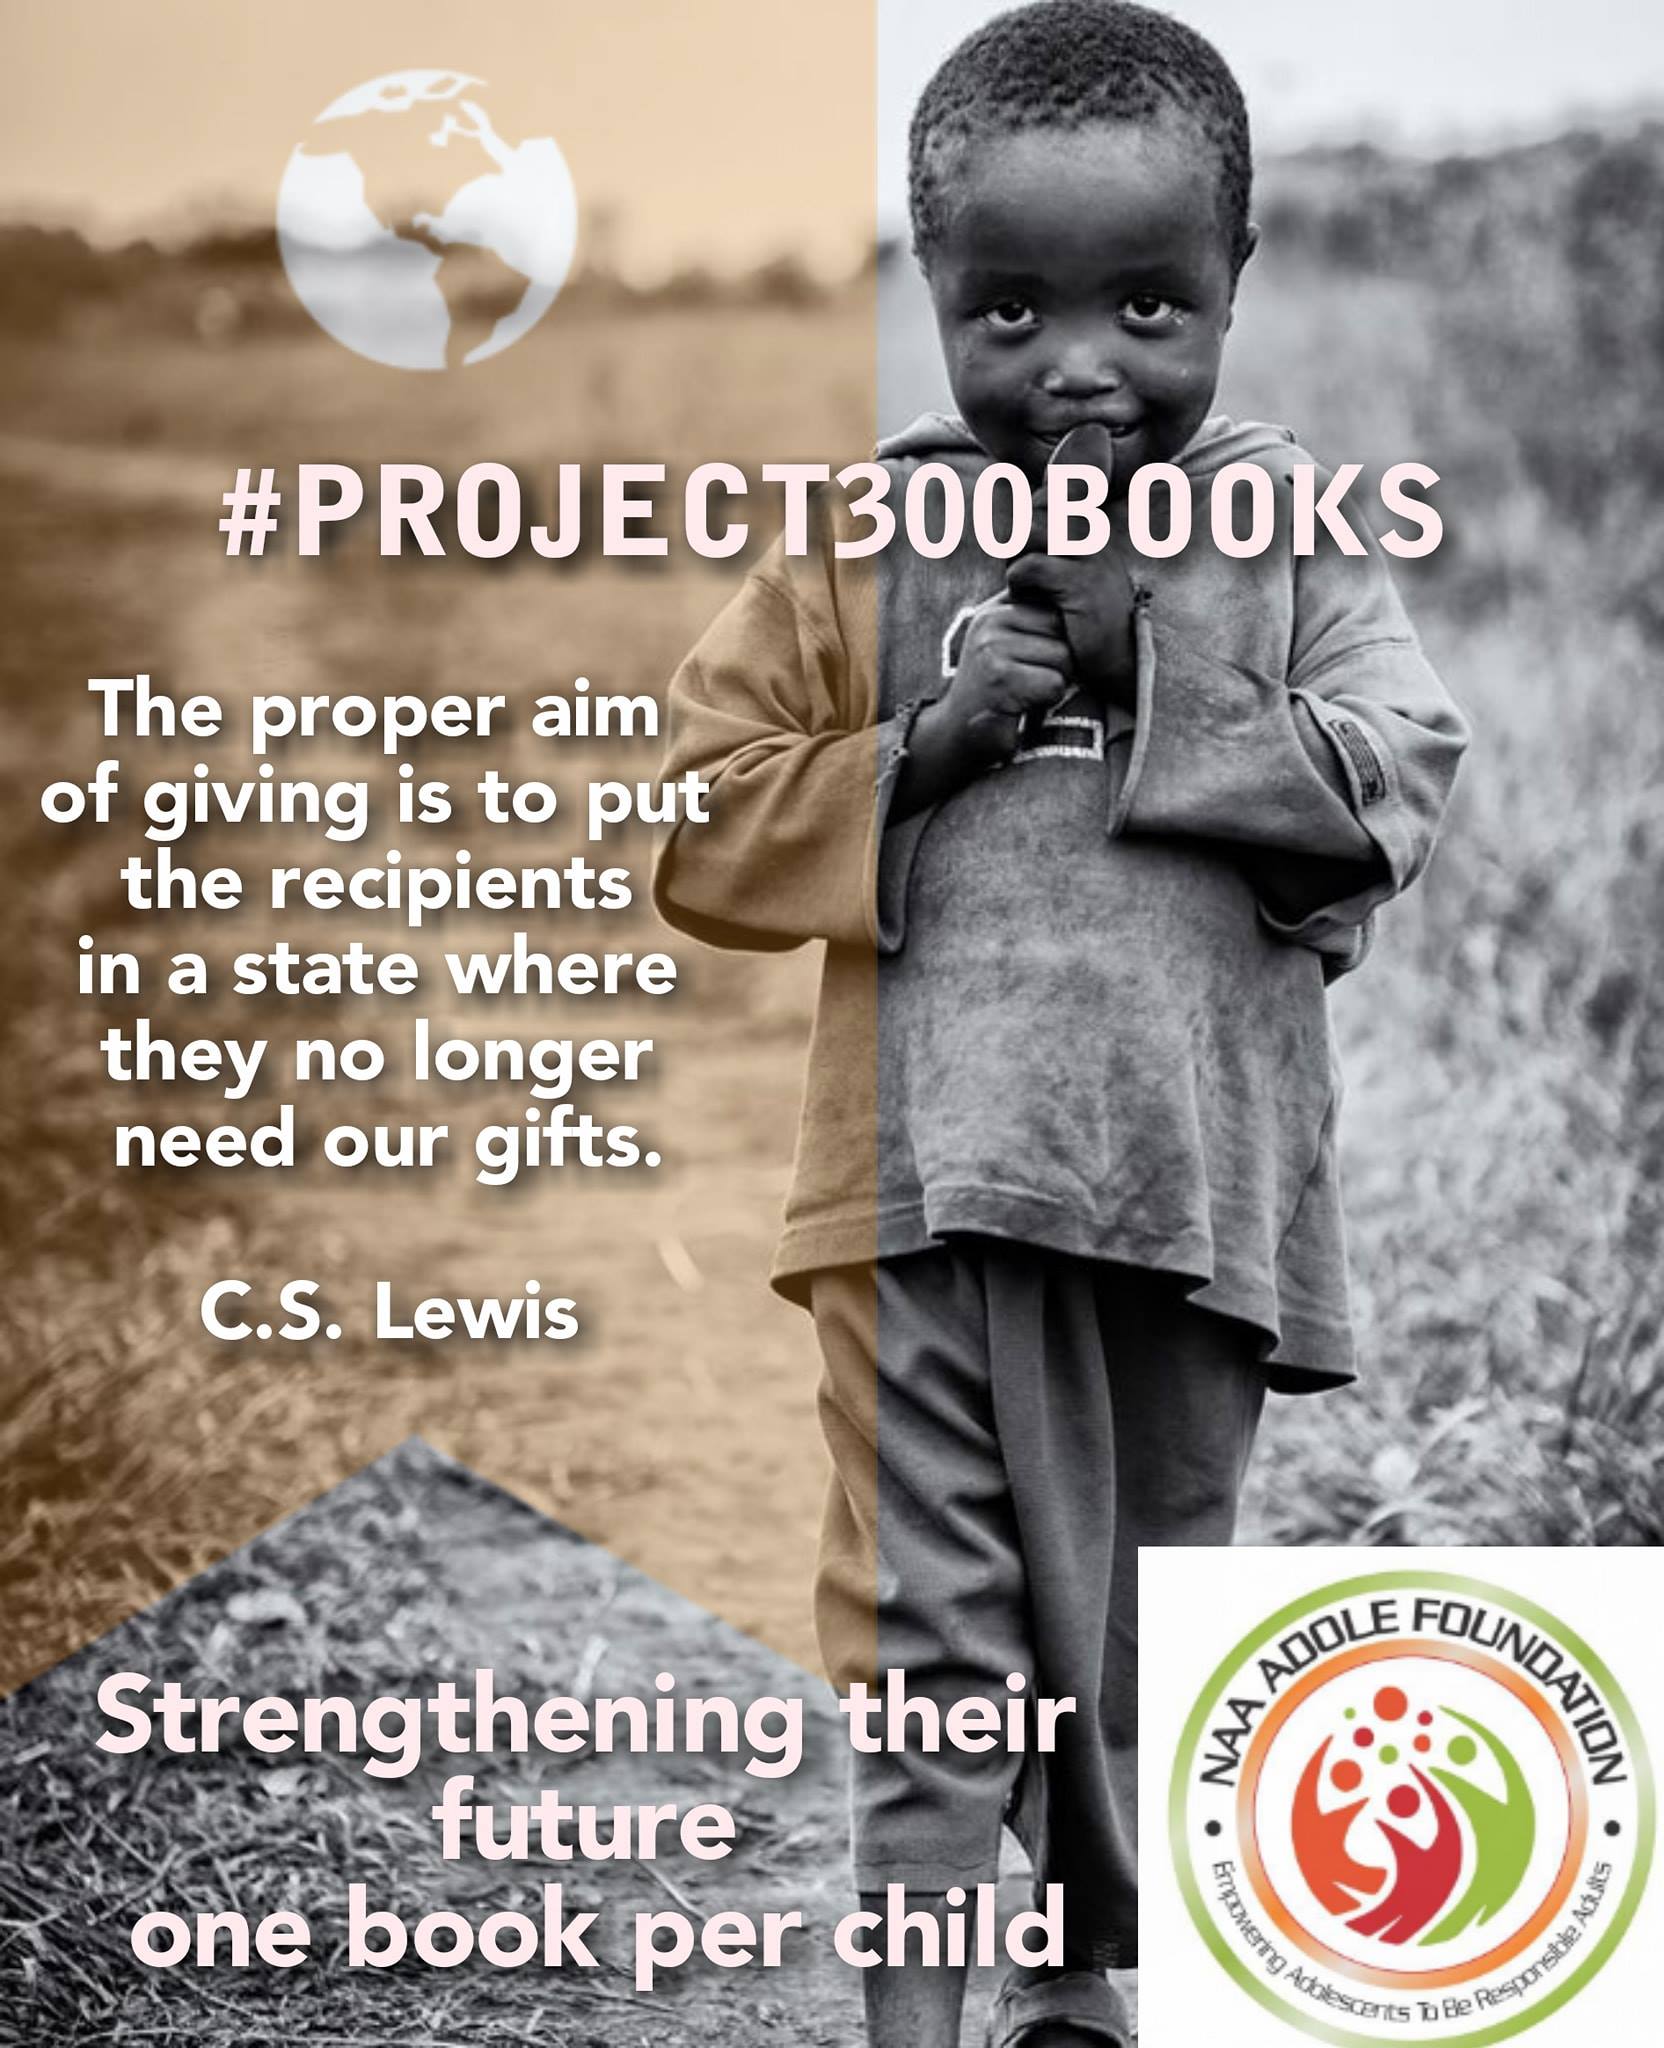 #PROJECT300BOOKS
The proper aim
of giving is to put
the recipients
in a state where
they no longer
need our gifts.
C.S. Lewis
Strengthening their
future
one book per child
NAA ADOLE FOUNDATION
Empowering Adolescents To Be Responsible Adults